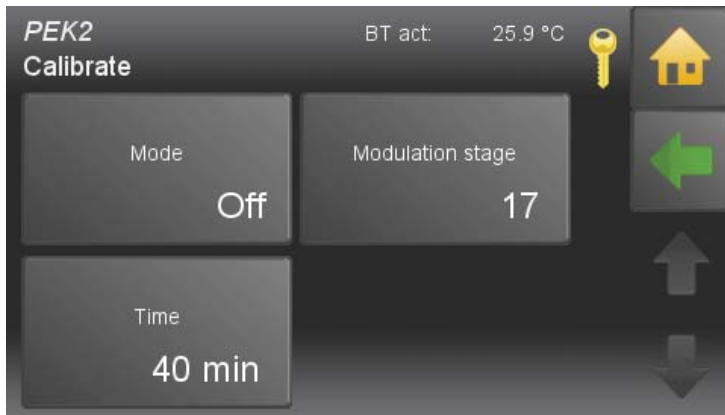 PEK2 BT act: 25.9 °C
Calibrate
Mode
Off
Modulation stage
17
Time
40 min